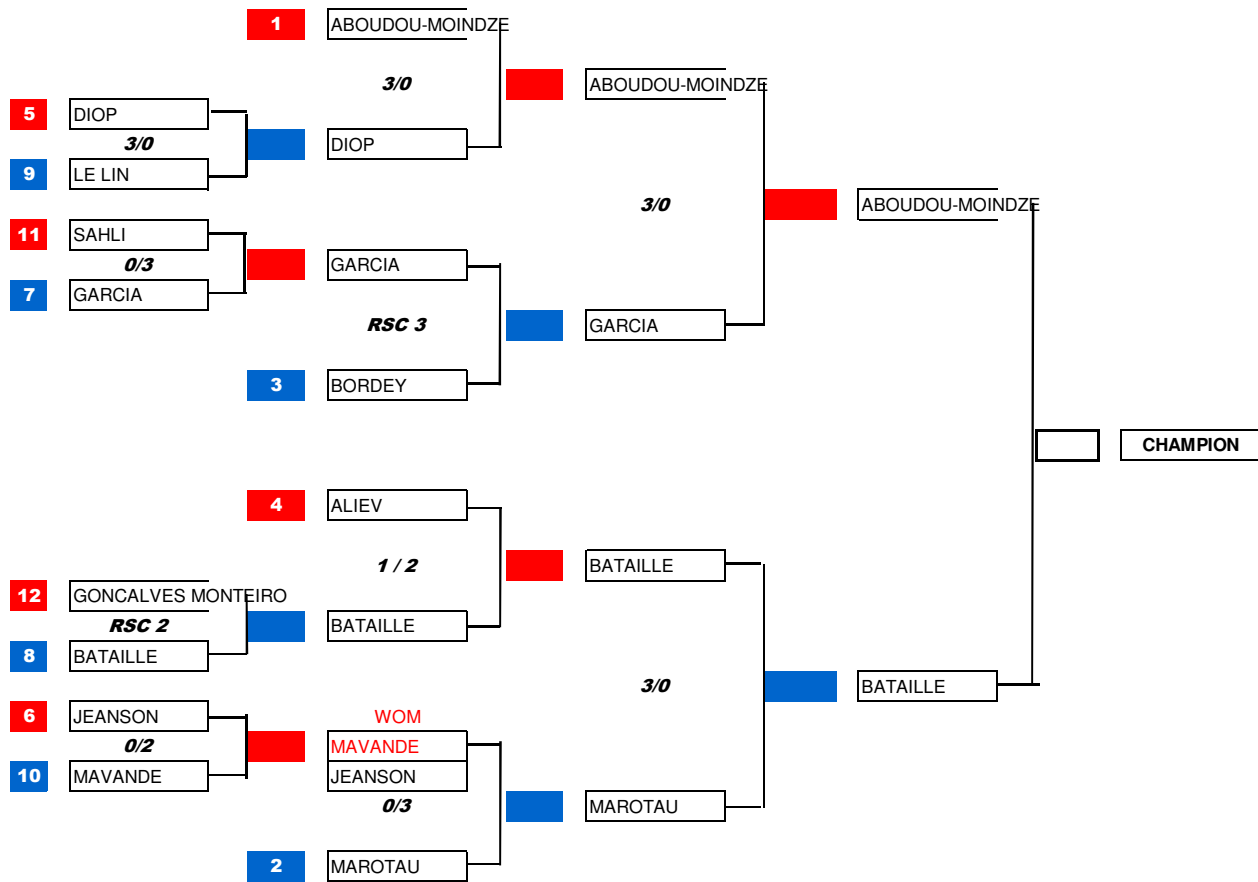 1 ABOUDOU-MOINDZE
3/0
ABOUDOU-MOINDZE
5 DIOP
3/0
DIOP
9 LE LIN
3/0
ABOUDOU-MOINDZE
11 SAHLI
0/3
GARCIA
7 GARCIA
RSC 3
GARCIA
3 BORDEY
CHAMPION
4 ALIEV
1 / 2
BATAILLE
12 GONCALVES MONTEIRO
RSC 2
BATAILLE
8 BATAILLE
3/0
BATAILLE
6 JEANSON
WOM
0/2
MAVANDE
10 MAVANDE
JEANSON
0/3
MAROTAU
2 MAROTAU